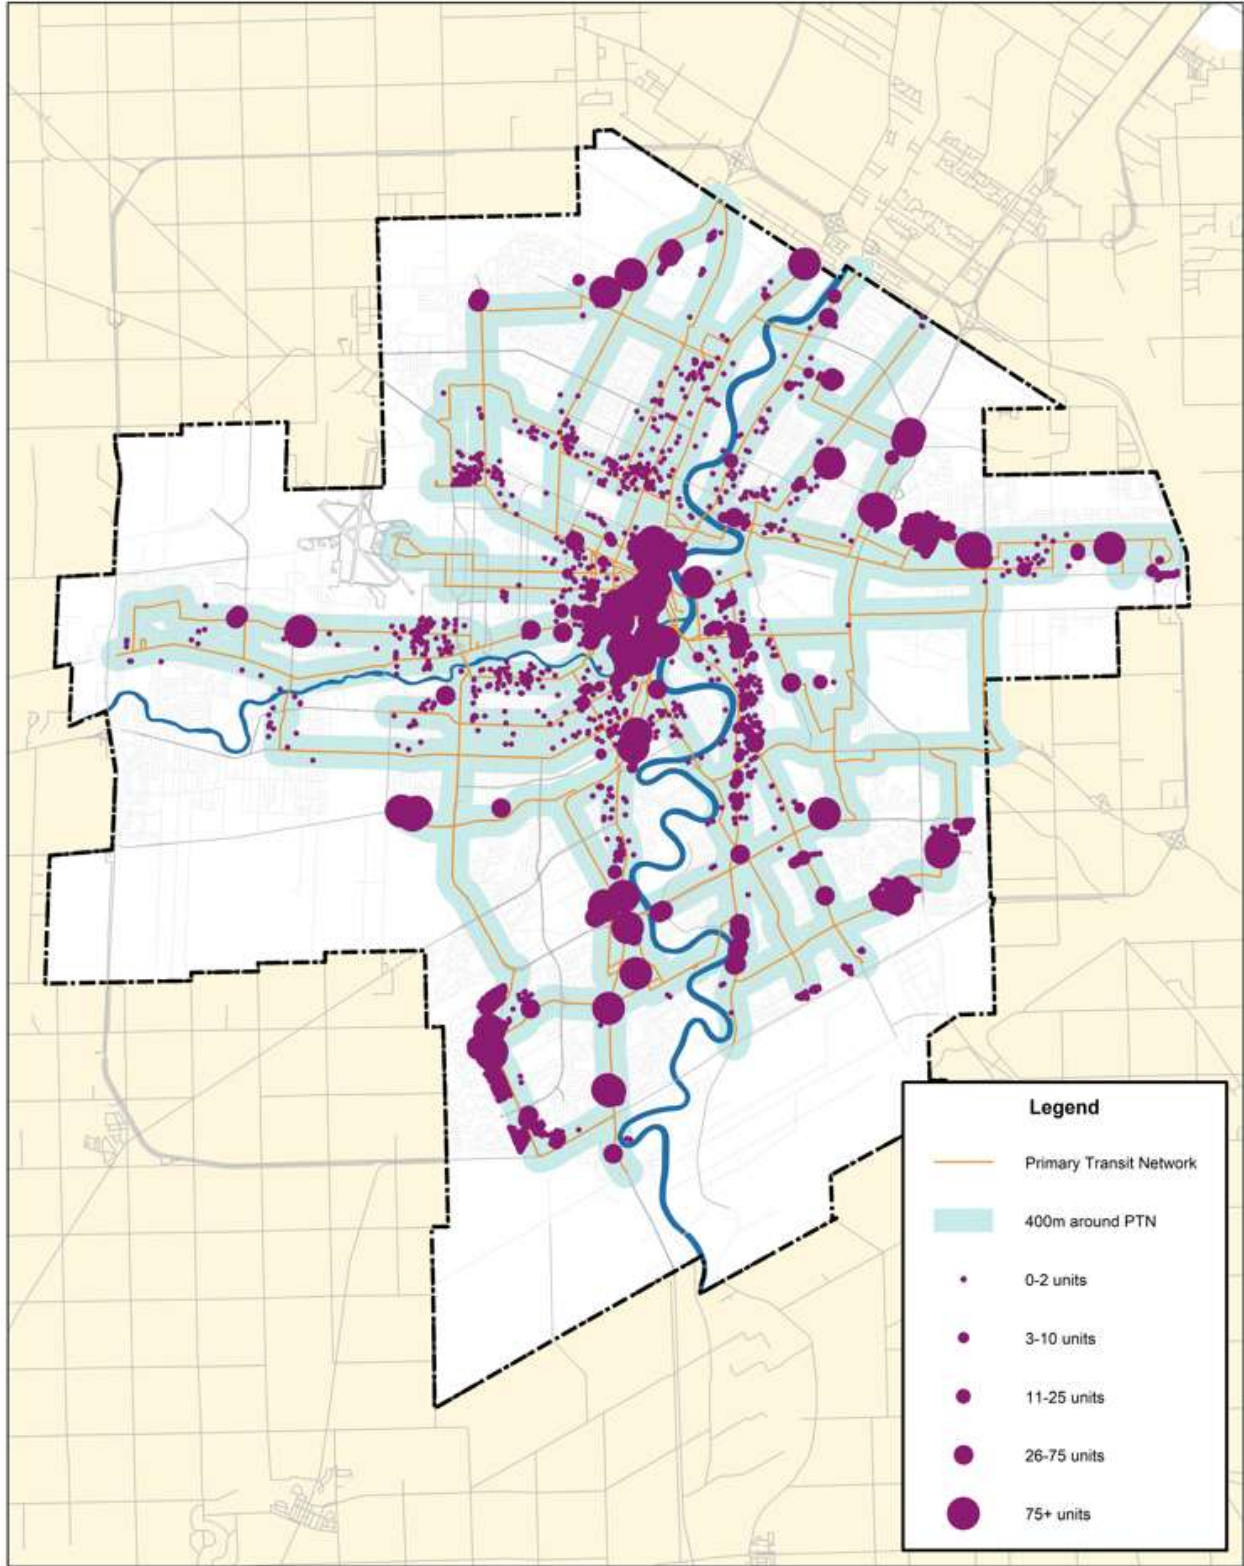 Legend
Primary Transit Network
400m around PTN
0-2 units
3-10 units
11-25 units
26-75 units
75+ units